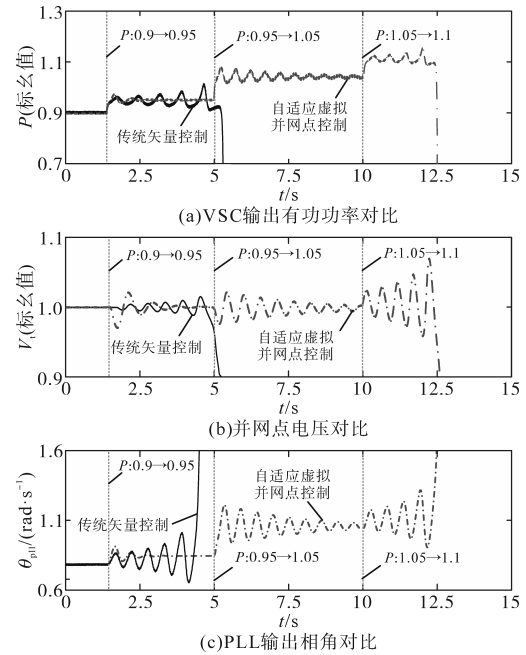 1.3
P:0.9→0.95
P:0.95→1.05
P:1.05→1.1
1.1
P(标幺值)
0.9
传统矢量控制
自适应虚拟
并网点控制
0.7
0
2.5
5
7.5
10
12.5
15
t/s
(a)VSC输出有功功率对比
1.1
P:0.9→0.95
P:0.95→1.05
P:1.05→1.1
Vt(标幺值)
1.0
传统矢量控制
自适应虚拟
并网点控制
0.9
0
2.5
5
7.5
10
12.5
15
t/s
(b)并网点电压对比
1.6
P:0.9→0.95
自适应虚拟
并网点控制
传统矢量控制
1.1
θpll/(rad·s⁻¹)
P:0.95→1.05
P:1.05→1.1
0.6
0
2.5
5
7.5
10
12.5
15
t/s
(c)PLL输出相角对比